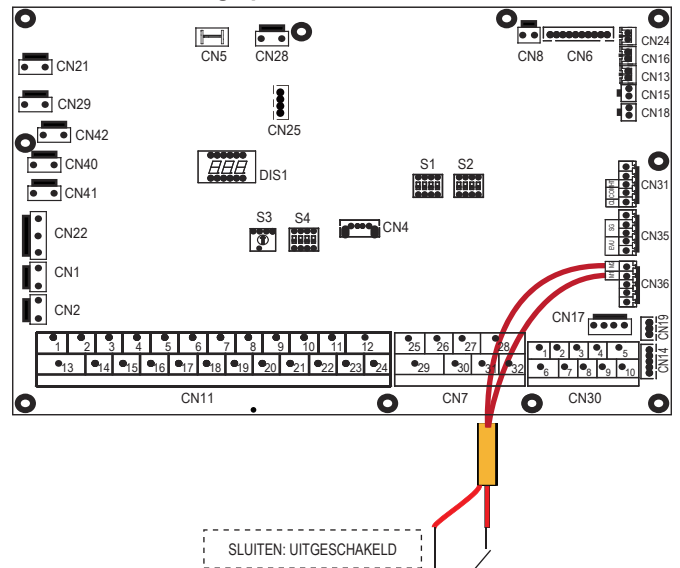 CN21
CN5
CN28
CN8
CN6
CN24
CN16
CN13
CN15
CN18
CN29
CN25
CN42
CN40
DIS1
S1
S2
CN41
CN31
CN22
S3
S4
CN4
SG
EVU
CN35
CN1
M1 M2
CN36
CN2
CN17
CN19
CN14
1 2 3 4 5 6 7 8 9 10 11 12
13 14 15 16 17 18 19 20 21 22 23 24
25 26 27 28
29 30 31 32
1 2 3 4 5
6 7 8 9 10
CN11
CN7
CN30
SLUITEN: UITGESCHAKELD